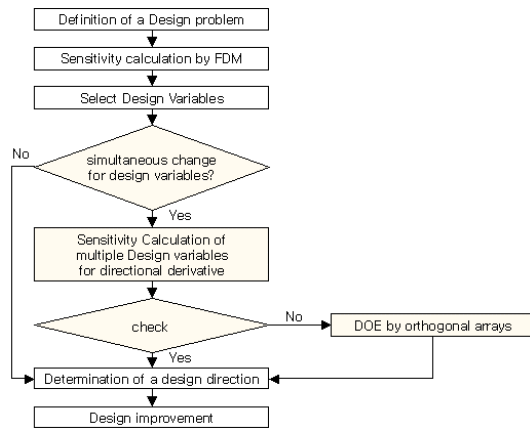 Definition of a Design problem
Sensitivity calculation by FDM
Select Design Variables
No
simultaneous change
for design variables?
Yes
Sensitivity Calculation of
multiple Design variables
for directional derivative
check
No
DOE by orthogonal arrays
Yes
Determination of a design direction
Design improvement